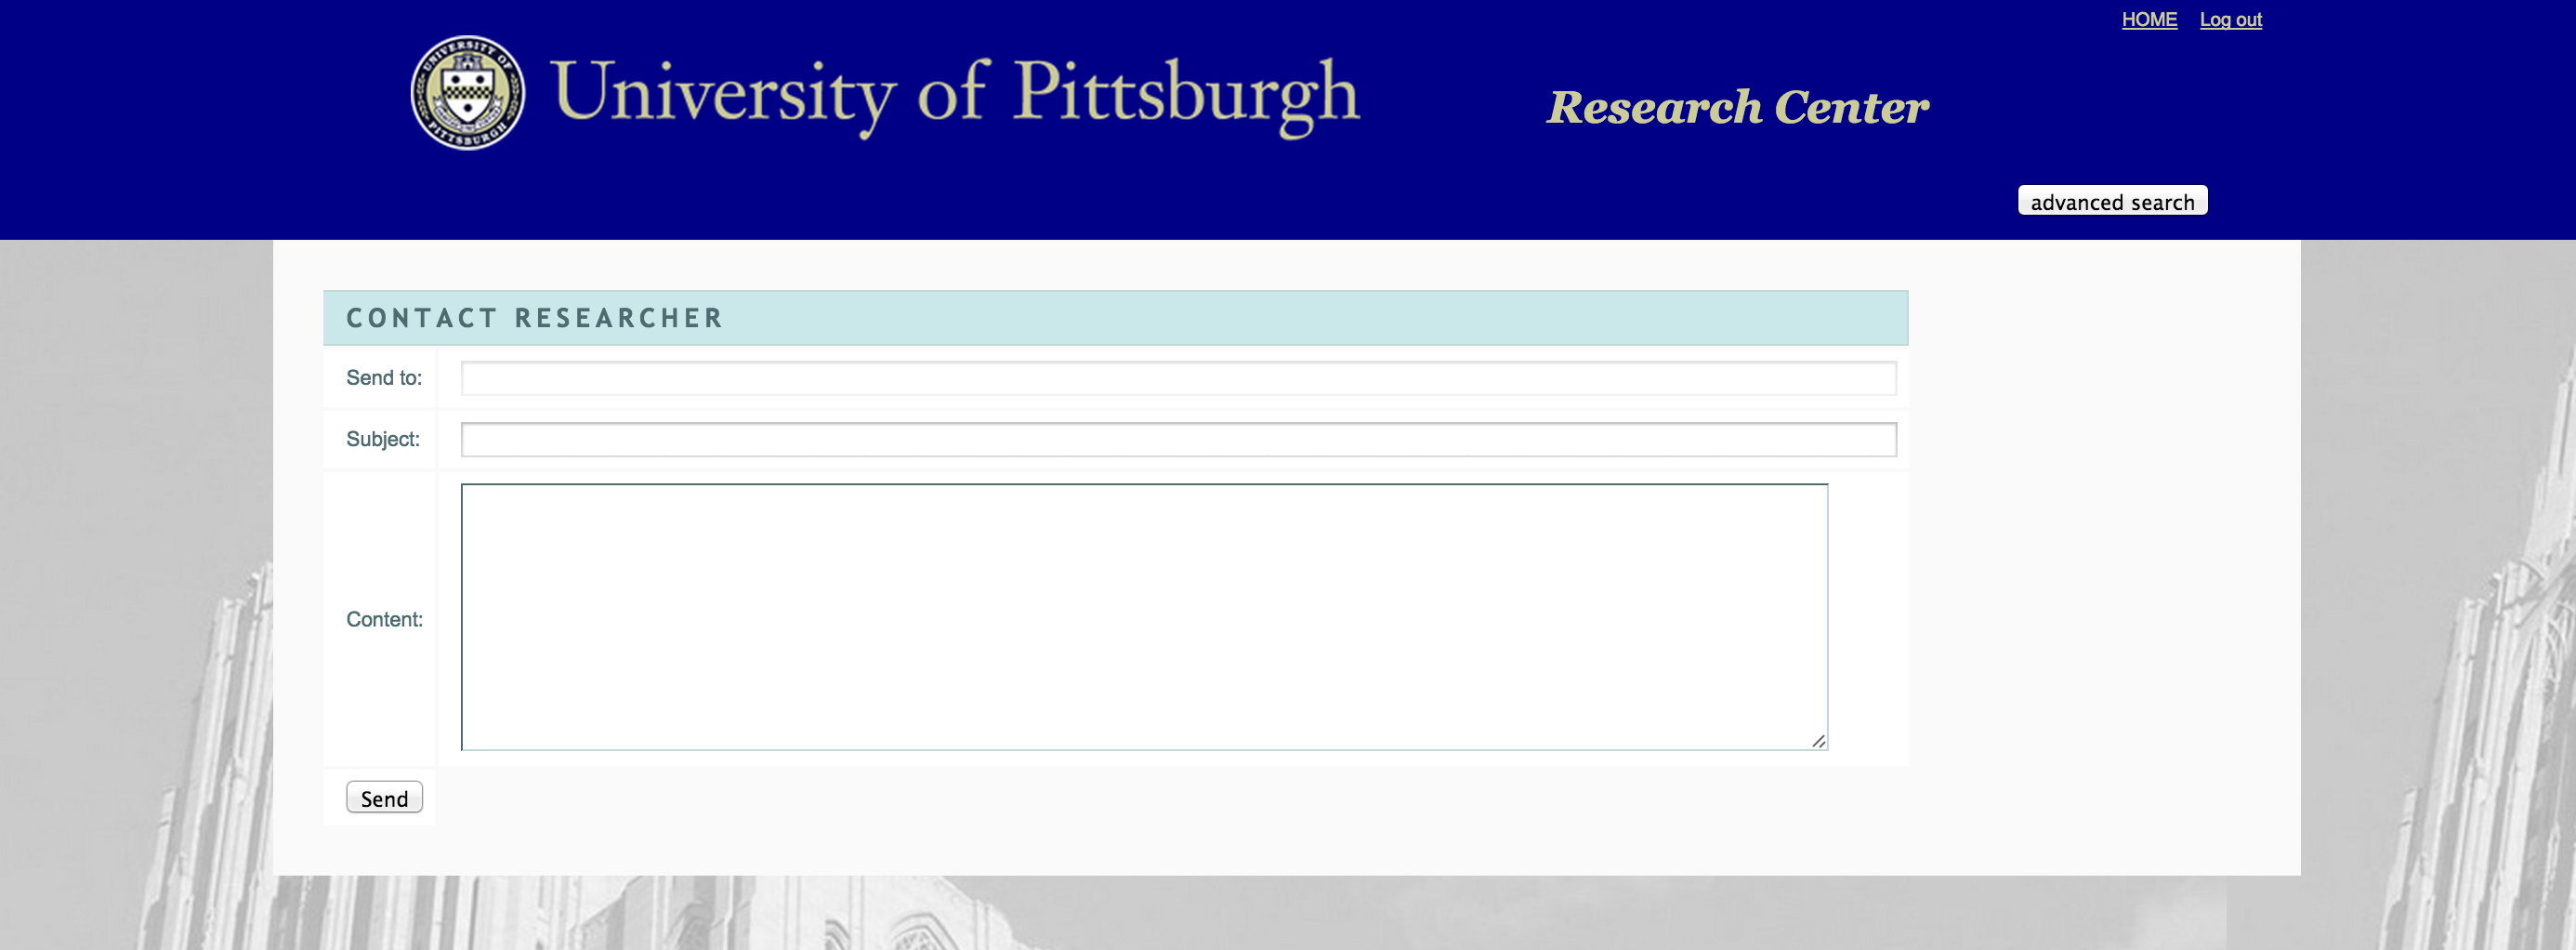 HOME Log out
UNIVERSITY OF PITTSBURGH
University of Pittsburgh
Research Center
advanced search
CONTACT RESEARCHER
Send to:
Subject:
Content:
Send